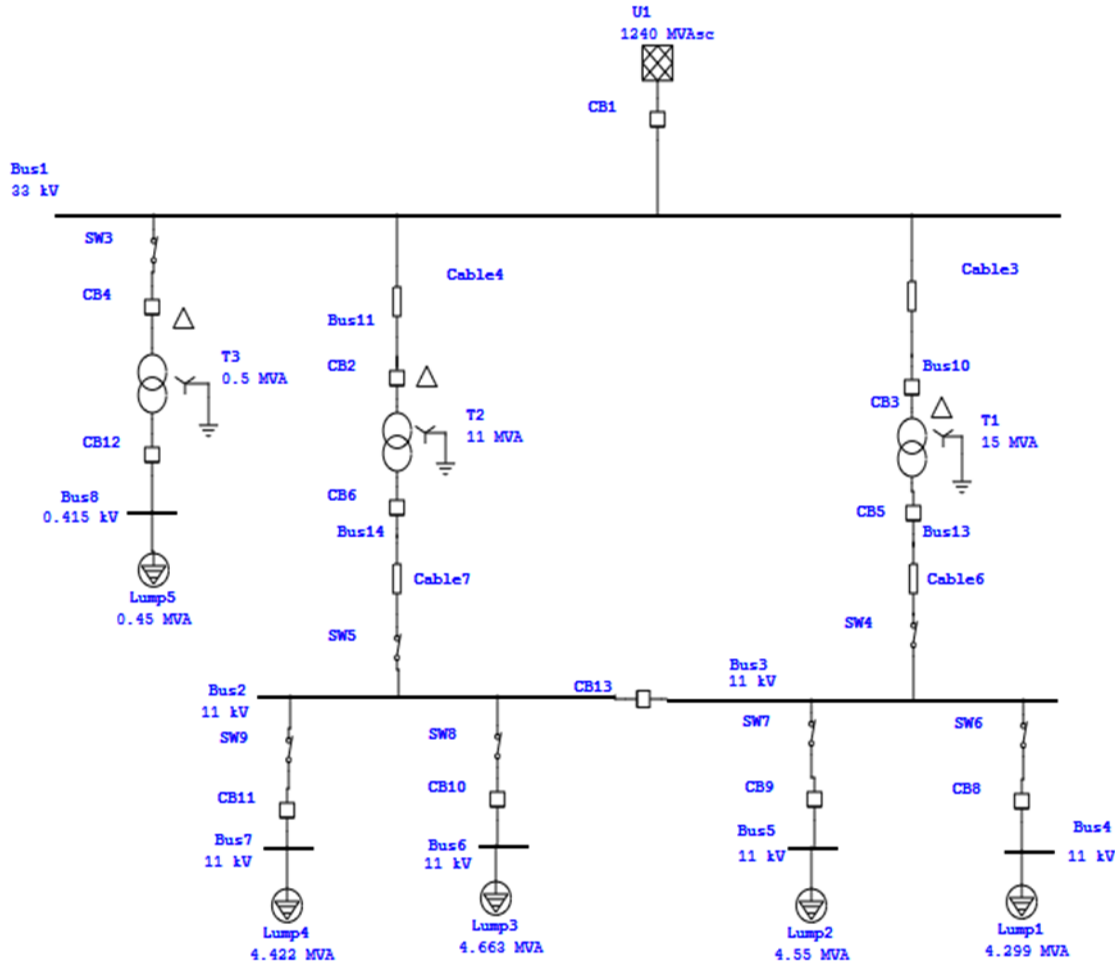 U1
1240 MVAsc
CB1
Bus1
33 kV
SW3
Cable4
Cable3
CB4
Bus11
T3
0.5 MVA
CB2
Bus10
CB3
T2
11 MVA
T1
15 MVA
CB12
CB6
CB5
Bus8
0.415 kV
Bus14
Bus13
Cable7
Cable6
Lump5
0.45 MVA
SW5
SW4
Bus2
11 kV
CB13
Bus3
11 kV
SW9
SW8
SW7
SW6
CB11
CB10
CB9
CB8
Bus7
11 kV
Bus6
11 kV
Bus5
11 kV
Bus4
11 kV
Lump4
4.422 MVA
Lump3
4.663 MVA
Lump2
4.55 MVA
Lump1
4.299 MVA